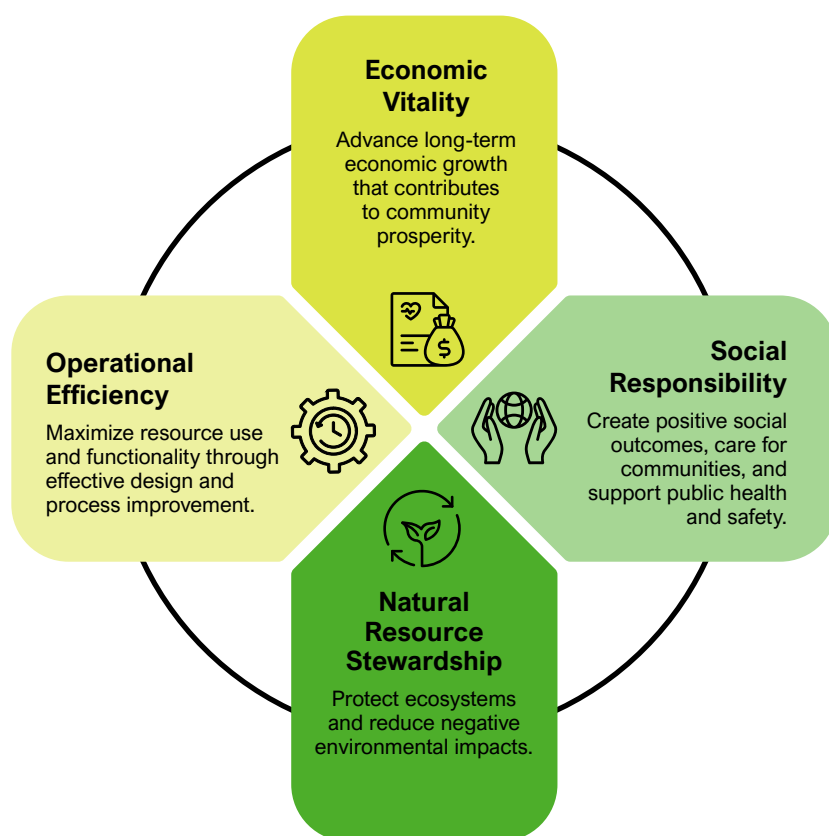 Economic
Vitality
Advance long-term
economic growth
that contributes
to community
prosperity.
$
Operational
Efficiency
Maximize resource use
and functionality through
effective design and
process improvement.
Social
Responsibility
Create positive social
outcomes, care for
communities, and
support public health
and safety.
Natural
Resource
Stewardship
Protect ecosystems
and reduce negative
environmental impacts.